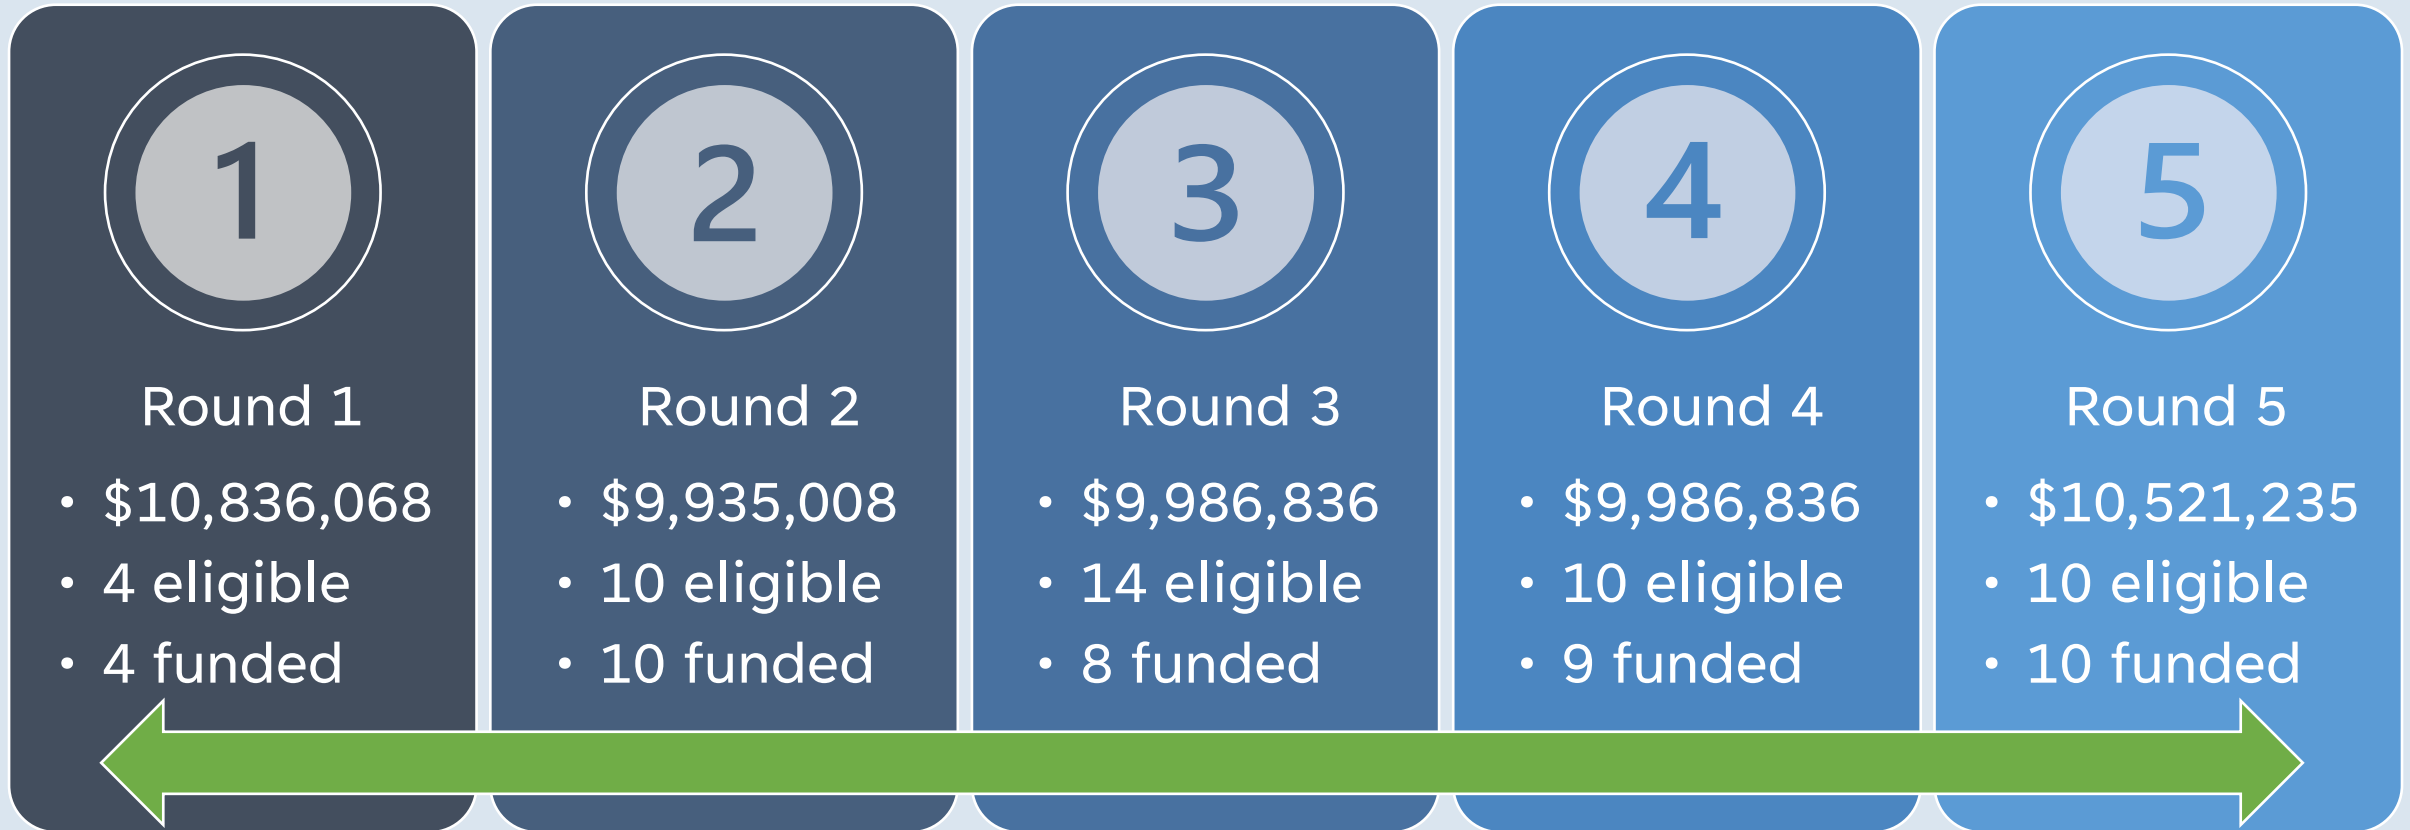 1
Round 1
• $10,836,068
• 4 eligible
• 4 funded
2
Round 2
• $9,935,008
• 10 eligible
• 10 funded
3
Round 3
• $9,986,836
• 14 eligible
• 8 funded
4
Round 4
• $9,986,836
• 10 eligible
• 9 funded
5
Round 5
• $10,521,235
• 10 eligible
• 10 funded